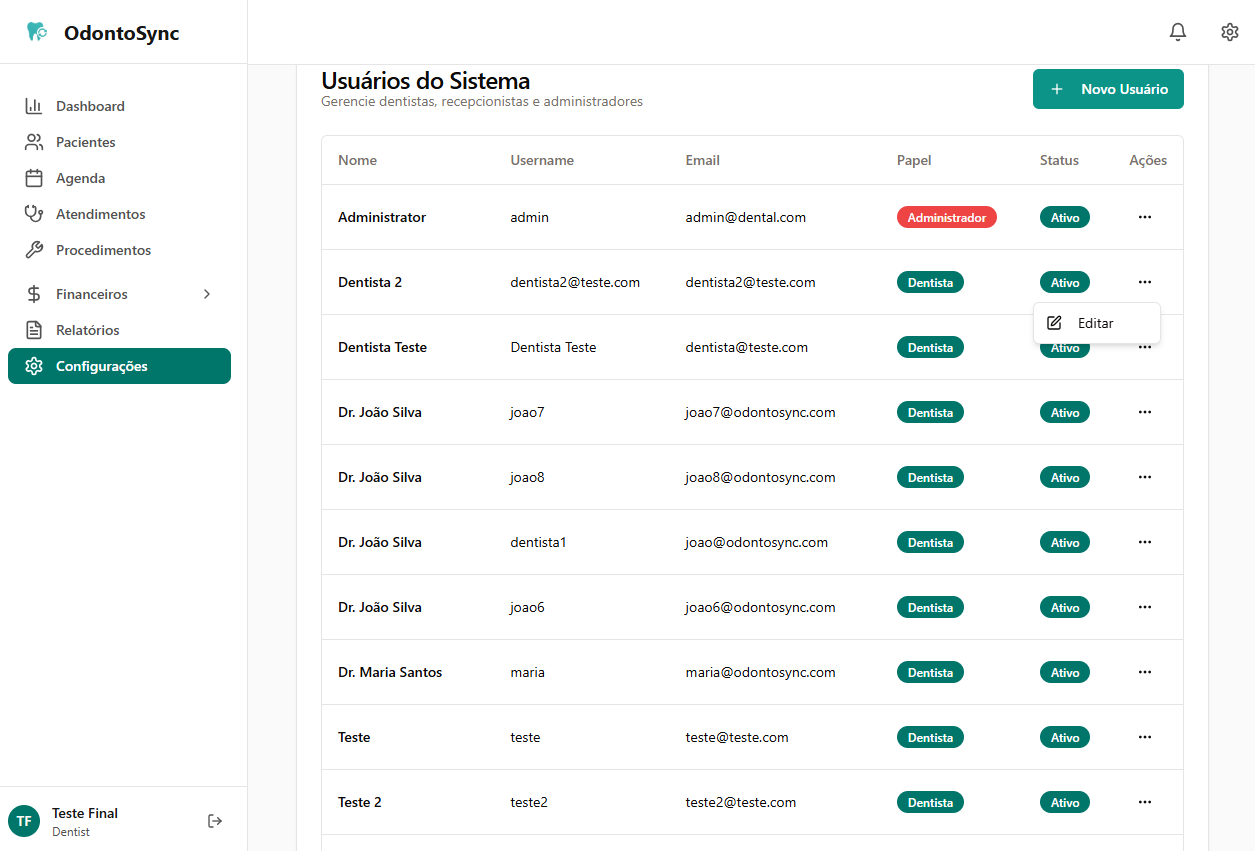 OdontoSync
Dashboard
Pacientes
Agenda
Atendimentos
Procedimentos
Financeiros
Relatórios
Configurações
TF
Teste Final
Dentist
Usuários do Sistema
Gerencie dentistas, recepcionistas e administradores
Novo Usuário
Nome Username Email Papel Status Ações
Administrator admin admin@dental.com Administrador Ativo
Dentista 2 dentista2@teste.com dentista2@teste.com Dentista Ativo
Editar
Dentista Teste Dentista Teste dentista@teste.com Dentista Ativo
Dr. João Silva joao7 joao7@odontosync.com Dentista Ativo
Dr. João Silva joao8 joao8@odontosync.com Dentista Ativo
Dr. João Silva dentista1 joao@odontosync.com Dentista Ativo
Dr. João Silva joao6 joao6@odontosync.com Dentista Ativo
Dr. Maria Santos maria maria@odontosync.com Dentista Ativo
Teste teste teste@teste.com Dentista Ativo
Teste 2 teste2 teste2@teste.com Dentista Ativo